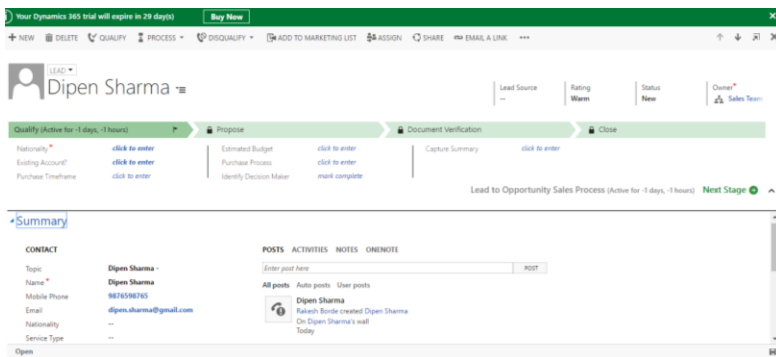 Your Dynamics 365 trial will expire in 29 day(s) Buy Now
NEW DELETE QUALIFY PROCESS DISQUALIFY ADD TO MARKETING LIST ASSIGN SHARE EMAIL A LINK
LEAD
Dipen Sharma
Lead Source Rating Status Owner*
-- Warm New Sales Team
Qualify (Active for -1 days, -1 hours) Propose Document Verification Close
Nationality * click to enter Estimated Budget click to enter Capture Summary click to enter
Existing Account? click to enter Purchase Process click to enter
Purchase Timeframe click to enter Identify Decision Maker mark complete
Lead to Opportunity Sales Process (Active for -1 days, -1 hours) Next Stage
Summary
CONTACT POSTS ACTIVITIES NOTES ONENOTE
Topic Dipen Sharma - Enter post here POST
Name * Dipen Sharma All posts Auto posts User posts
Mobile Phone 9876598765 Dipen Sharma
Email dipen.sharma@gmail.com Rakesh Borde created Dipen Sharma
Nationality -- On Dipen Sharma's wall
Service Type -- Today
Open